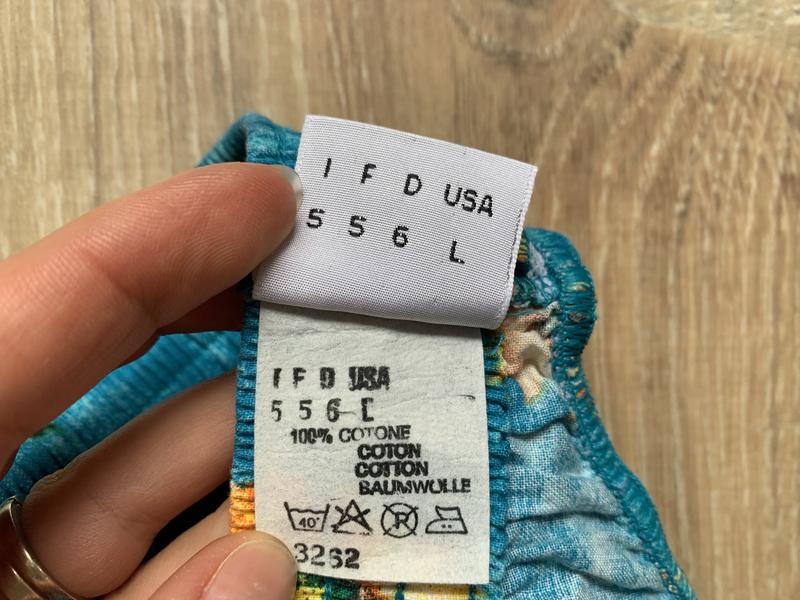 I F D USA
5 5 6 L
I F D USA
5 5 6 L
100% COTONE
COTON
COTTON
BAUMWOLLE
40°
3262